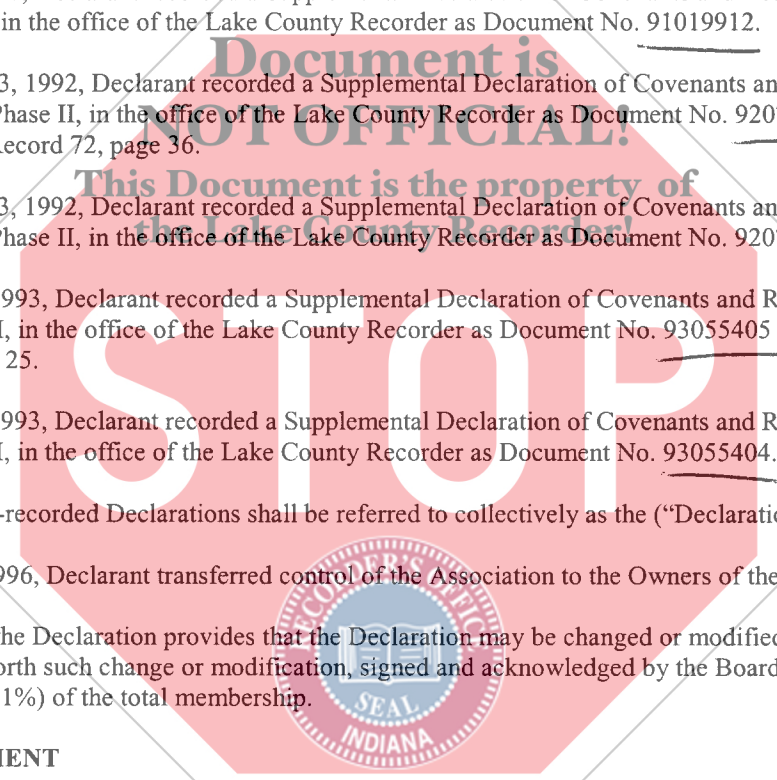 in the office of the Lake County Recorder as Document No. 91019912.
Document is
3, 1992, Declarant recorded a Supplemental Declaration of Covenants an
Phase II, in the office of the Lake County Recorder as Document No. 920
NOT OFFICIAL!
Record 72, page 36.
This Document is the property of
3, 1992, Declarant recorded a Supplemental Declaration of Covenants an
the Lake County Recorder!
Phase II, in the office of the Lake County Recorder as Document No. 920
993, Declarant recorded a Supplemental Declaration of Covenants and R
I, in the office of the Lake County Recorder as Document No. 93055405
25.
STOP
993, Declarant recorded a Supplemental Declaration of Covenants and R
I, in the office of the Lake County Recorder as Document No. 93055404.
-recorded Declarations shall be referred to collectively as the (“Declaratio
996, Declarant transferred control of the Association to the Owners of the
he Declaration provides that the Declaration may be changed or modified
orth such change or modification, signed and acknowledged by the Board
1%) of the total membership.
RECORDER'S OFFICE
SEAL
INDIANA
MENT